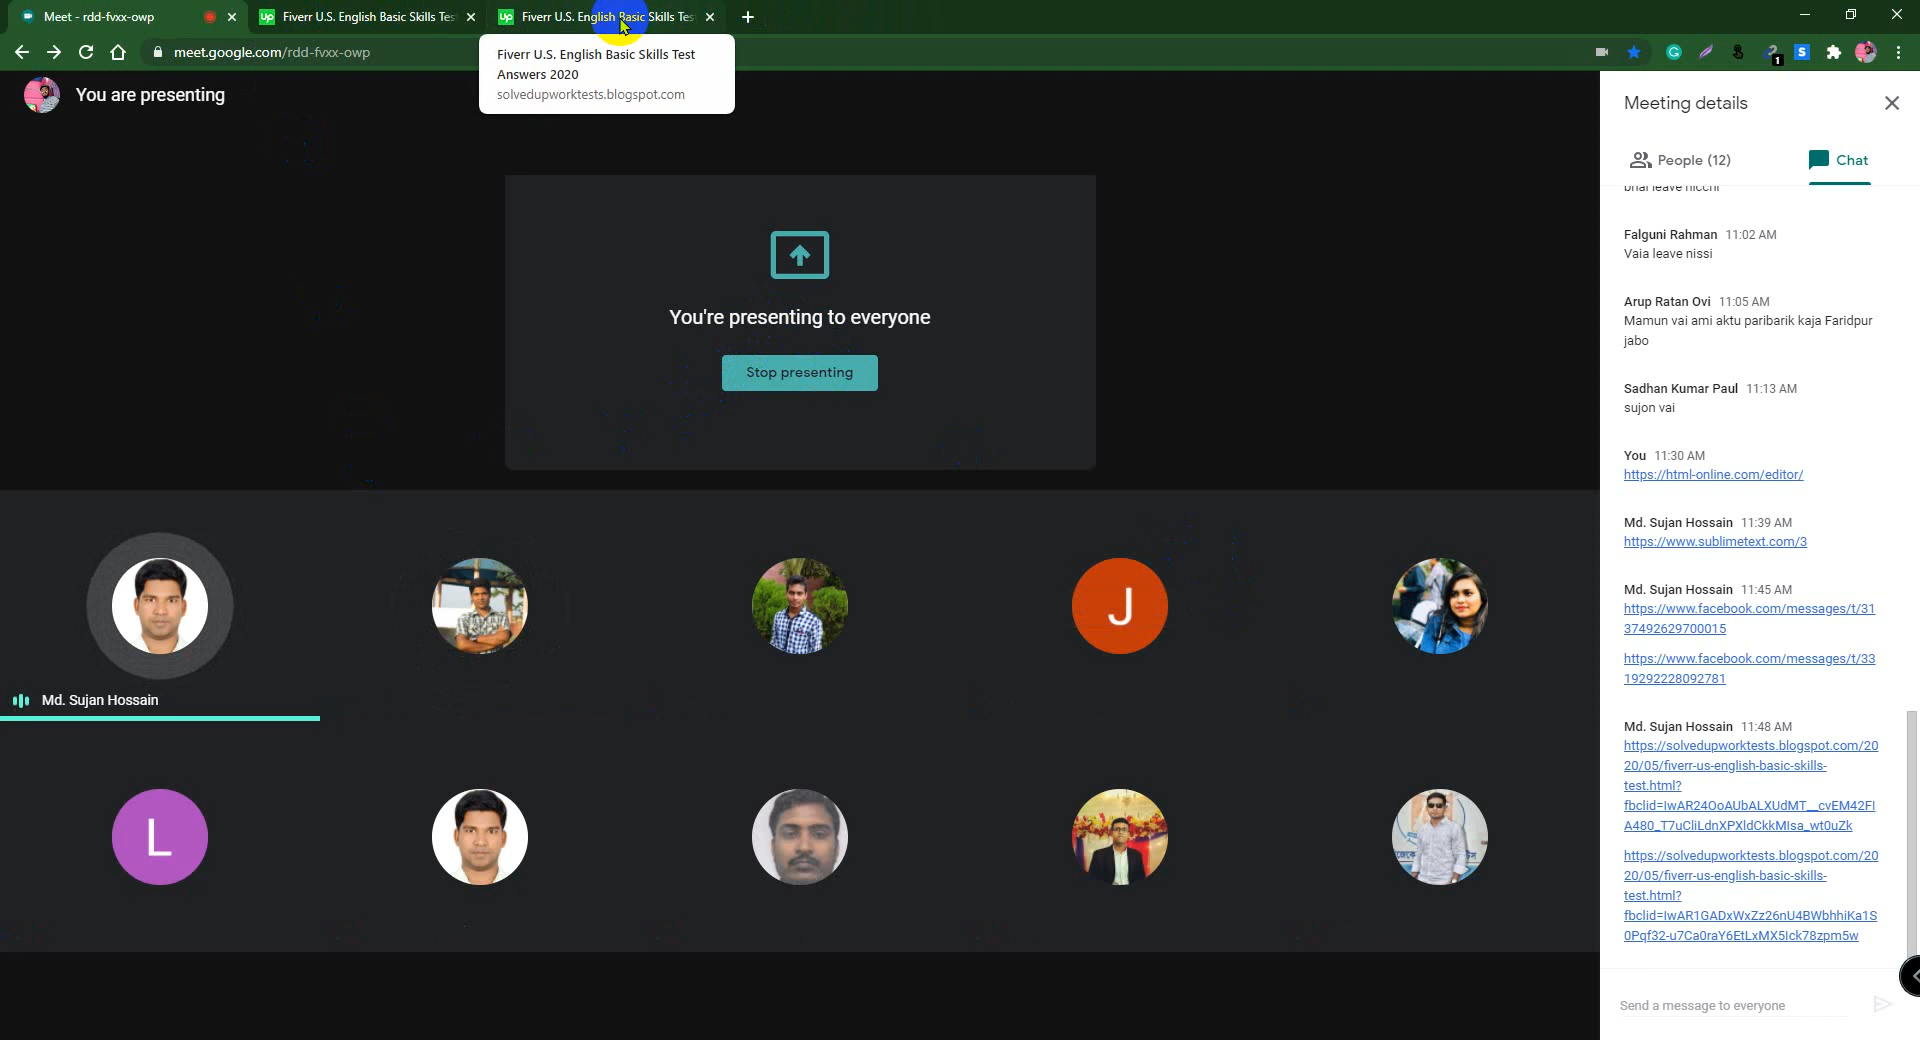 Meet - rdd-fvxx-owp
Fiverr U.S. English Basic Skills Tes
Fiverr U.S. English Basic Skills Tes
meet.google.com/rdd-fvxx-owp
Fiverr U.S. English Basic Skills Test
Answers 2020
solvedupworktests.blogspot.com
You are presenting
You're presenting to everyone
Stop presenting
J
Md. Sujan Hossain
L
Meeting details
People (12)
Chat
bhai leave nicchi
Falguni Rahman 11:02 AM
Vaia leave nissi
Arup Ratan Ovi 11:05 AM
Mamun vai ami aktu paribarik kaja Faridpur
jabo
Sadhan Kumar Paul 11:13 AM
sujon vai
You 11:30 AM
https://html-online.com/editor/
Md. Sujan Hossain 11:39 AM
https://www.sublimetext.com/3
Md. Sujan Hossain 11:45 AM
https://www.facebook.com/messages/t/31
37492629700015
https://www.facebook.com/messages/t/33
19292228092781
Md. Sujan Hossain 11:48 AM
https://solvedupworktests.blogspot.com/20
20/05/fiverr-us-english-basic-skills-
test.html?
fbclid=IwAR24OoAUbALXUdMT__cvEM42FI
A480_T7uCliLdnXPXldCkkMIsa_wt0uZk
https://solvedupworktests.blogspot.com/20
20/05/fiverr-us-english-basic-skills-
test.html?
fbclid=IwAR1GADxWxZz26nU4BWbhhiKa1S
0Pqf32-u7Ca0raY6EtLxMX5Ick78zpm5w
Send a message to everyone